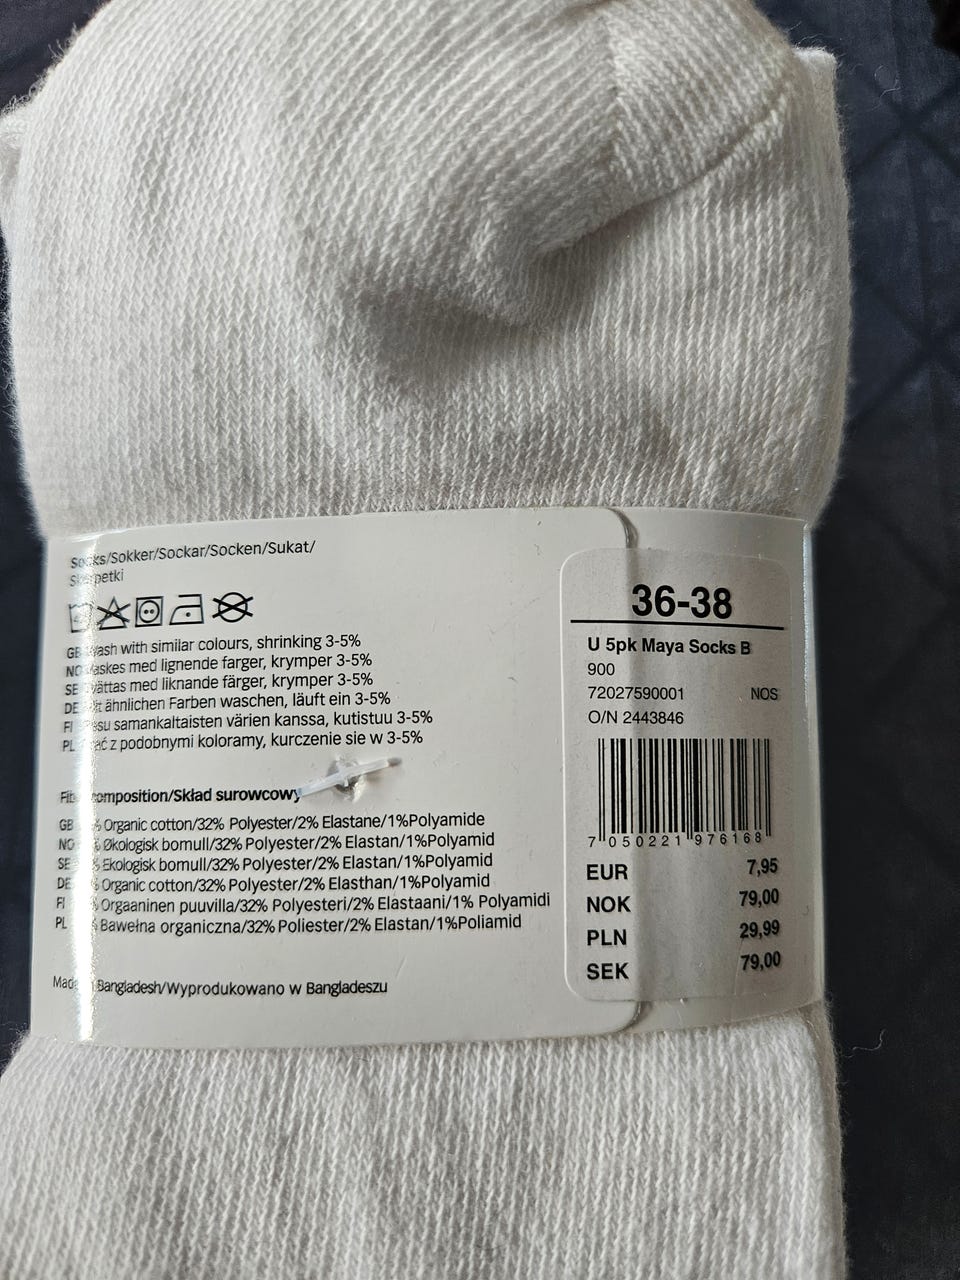 Socks/Sokker/Sockar/Socken/Sukat/
Skarpetki
wash with similar colours, shrinking 3-5%
NO vaskes med lignende farger, krymper 3-5%
SE tvättas med liknande färger, krymper 3-5%
DE mit ähnlichen Farben waschen, läuft ein 3-5%
FI pesu samankaltaisten värien kanssa, kutistuu 3-5%
PL prać z podobnymi koloramy, kurczenie sie w 3-5%
Fibre composition/Skład surowcowy
GB % Organic cotton/32% Polyester/2% Elastane/1%Polyamide
NO % Økologisk bomull/32% Polyester/2% Elastan/1%Polyamid
SE % Ekologisk bomull/32% Polyester/2% Elastan/1%Polyamid
DE % Organic cotton/32% Polyester/2% Elasthan/1%Polyamid
FI % Orgaaninen puuvilla/32% Polyesteri/2% Elastaani/1% Polyamidi
PL % Bawełna organiczna/32% Poliester/2% Elastan/1%Poliamid
Made in Bangladesh/Wyprodukowano w Bangladeszu
36-38
U 5pk Maya Socks B
900
72027590001 NOS
O/N 2443846
7 050221 976168
EUR 7,95
NOK 79,00
PLN 29,99
SEK 79,00